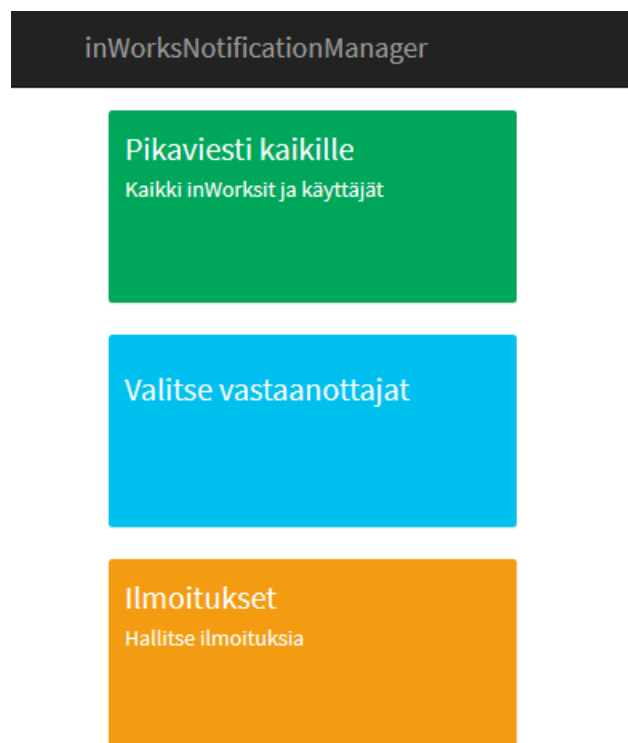 inWorksNotificationManager
Pikaviesti kaikille
Kaikki inWorksit ja käyttäjät
Valitse vastaanottajat
Ilmoitukset
Hallitse ilmoituksia